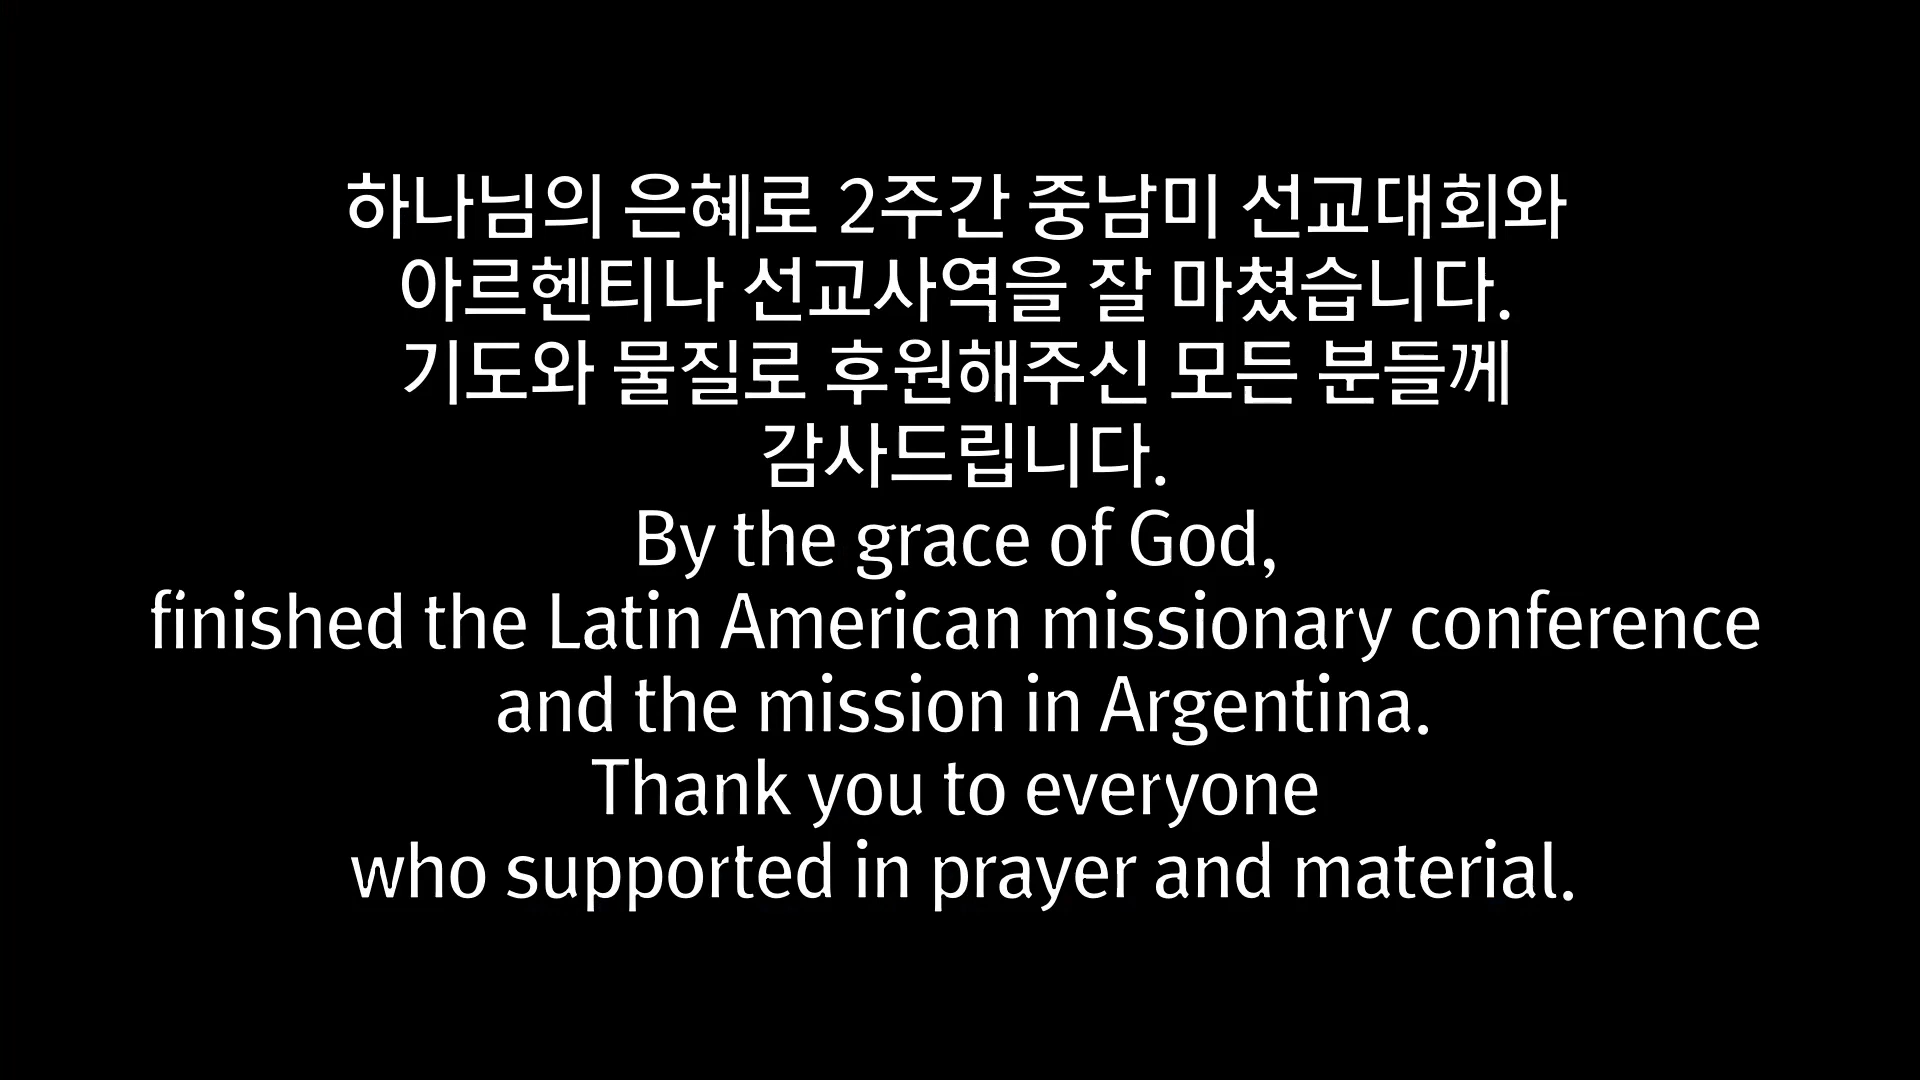 하나님의 은혜로 2주간 중남미 선교대회와
아르헨티나 선교사역을 잘 마쳤습니다.
기도와 물질로 후원해주신 모든 분들께
감사드립니다.
By the grace of God,
finished the Latin American missionary conference
and the mission in Argentina.
Thank you to everyone
who supported in prayer and material.